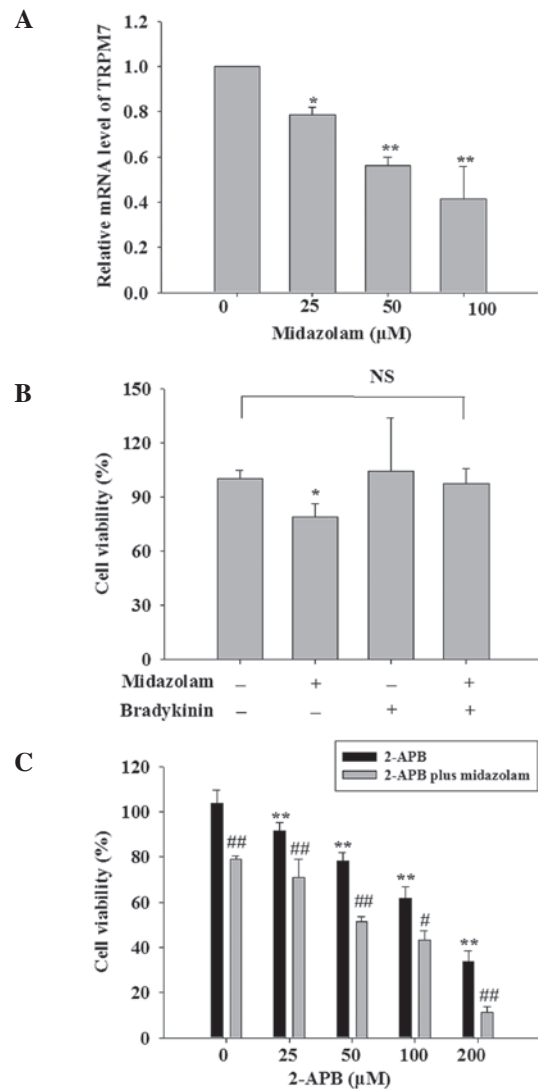 A
Relative mRNA level of TRPM7
1.2
1.0
0.8
0.6
0.4
0.2
0.0
*
**
**
0 25 50 100
Midazolam (µM)
B
Cell viability (%)
150
120
90
60
30
0
NS
*
Midazolam – + – +
Bradykinin – – + +
C
2-APB
2-APB plus midazolam
Cell viability (%)
120
100
80
60
40
20
0
##
**
##
**
##
**
#
**
##
0 25 50 100 200
2-APB (µM)